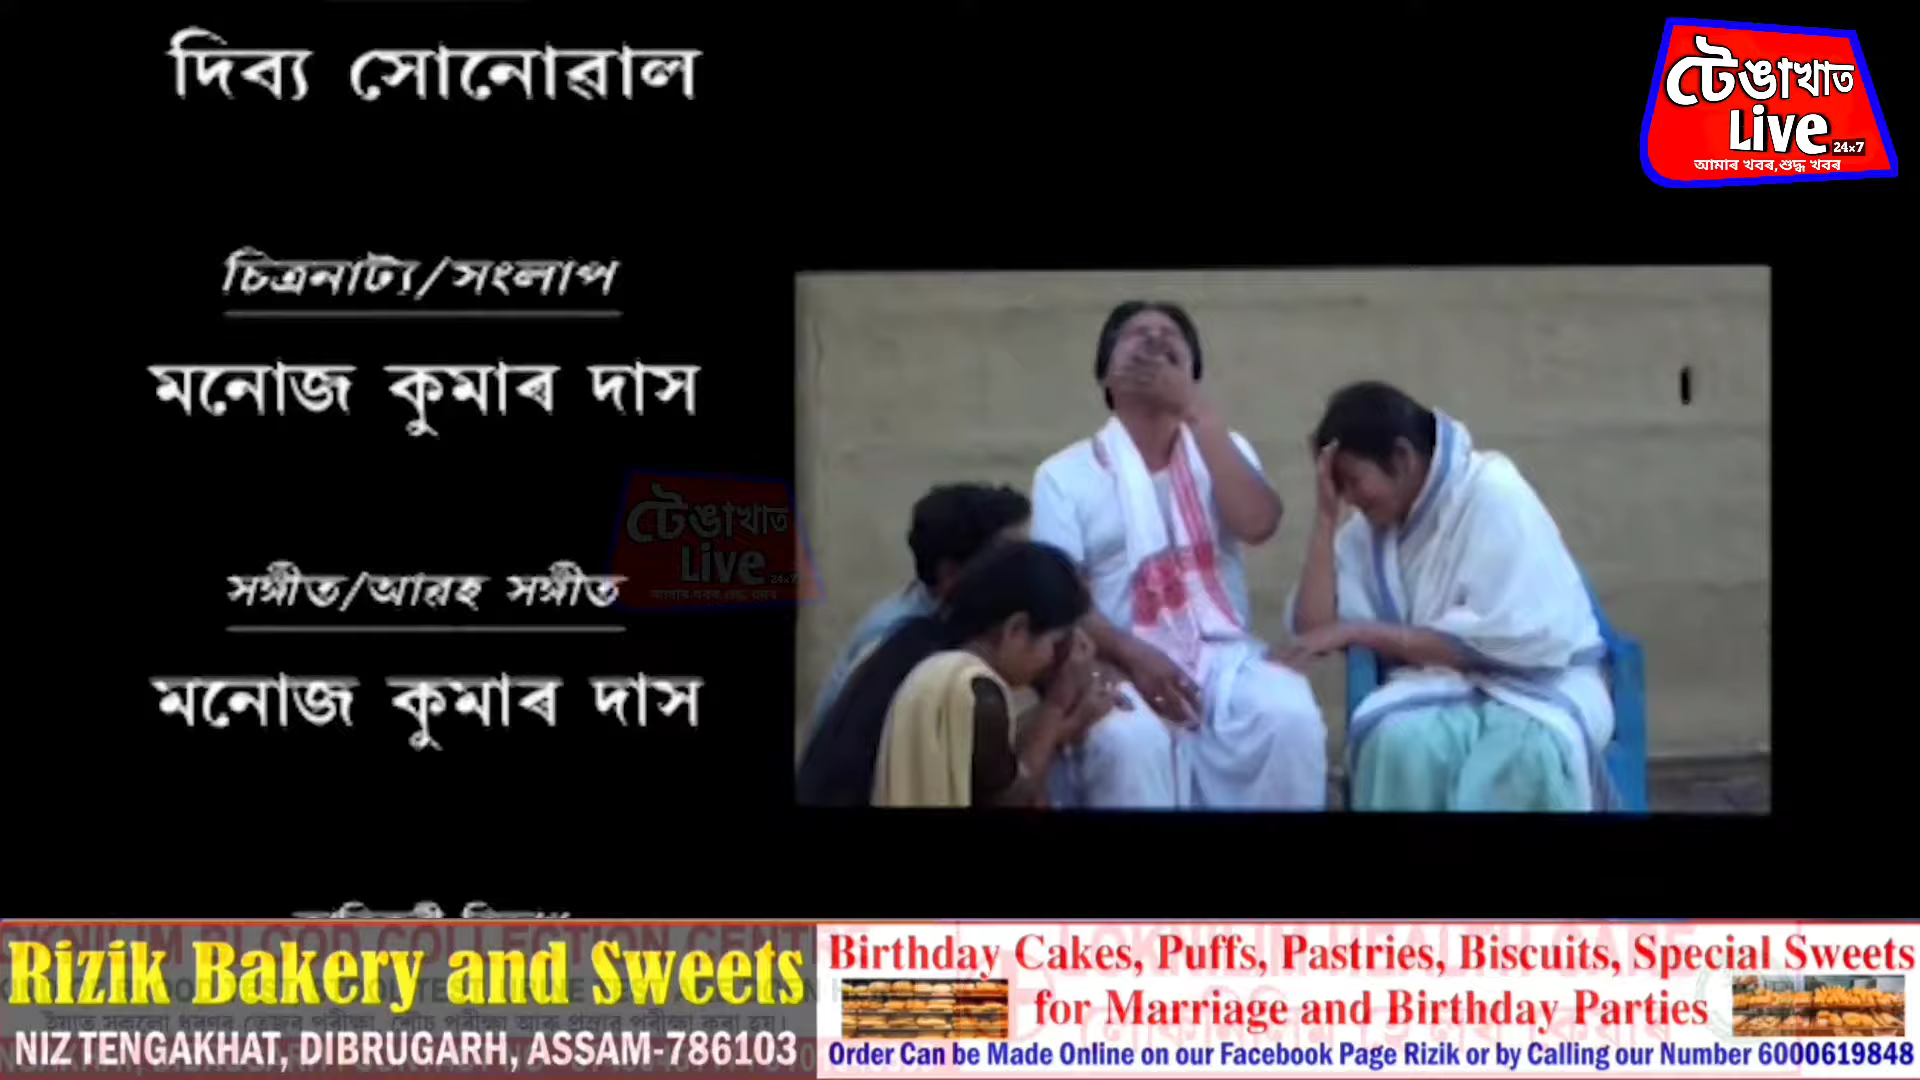 দিব্য সোনোৱাল
চিত্ৰনাট্য/সংলাপ
মনোজ কুমাৰ দাস
সঙ্গীত/আৱহ সঙ্গীত
মনোজ কুমাৰ দাস
টেঙাখাত
Live
24x7
আমাৰ খবৰ,শুদ্ধ খবৰ
টেঙাখাত
Live
24x7
Rizik Bakery and Sweets
NIZ TENGAKHAT, DIBRUGARH, ASSAM-786103
Birthday Cakes, Puffs, Pastries, Biscuits, Special Sweets
for Marriage and Birthday Parties
Order Can be Made Online on our Facebook Page Rizik or by Calling our Number 6000619848